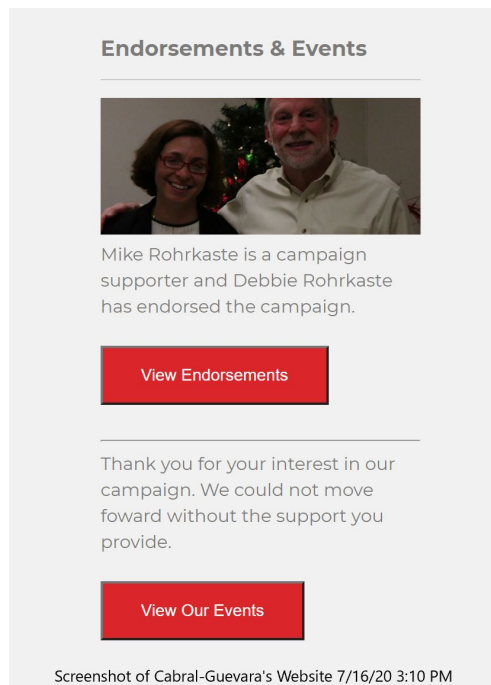 Endorsements & Events
Mike Rohrkaste is a campaign
supporter and Debbie Rohrkaste
has endorsed the campaign.
View Endorsements
Thank you for your interest in our
campaign. We could not move
foward without the support you
provide.
View Our Events
Screenshot of Cabral-Guevara's Website 7/16/20 3:10 PM